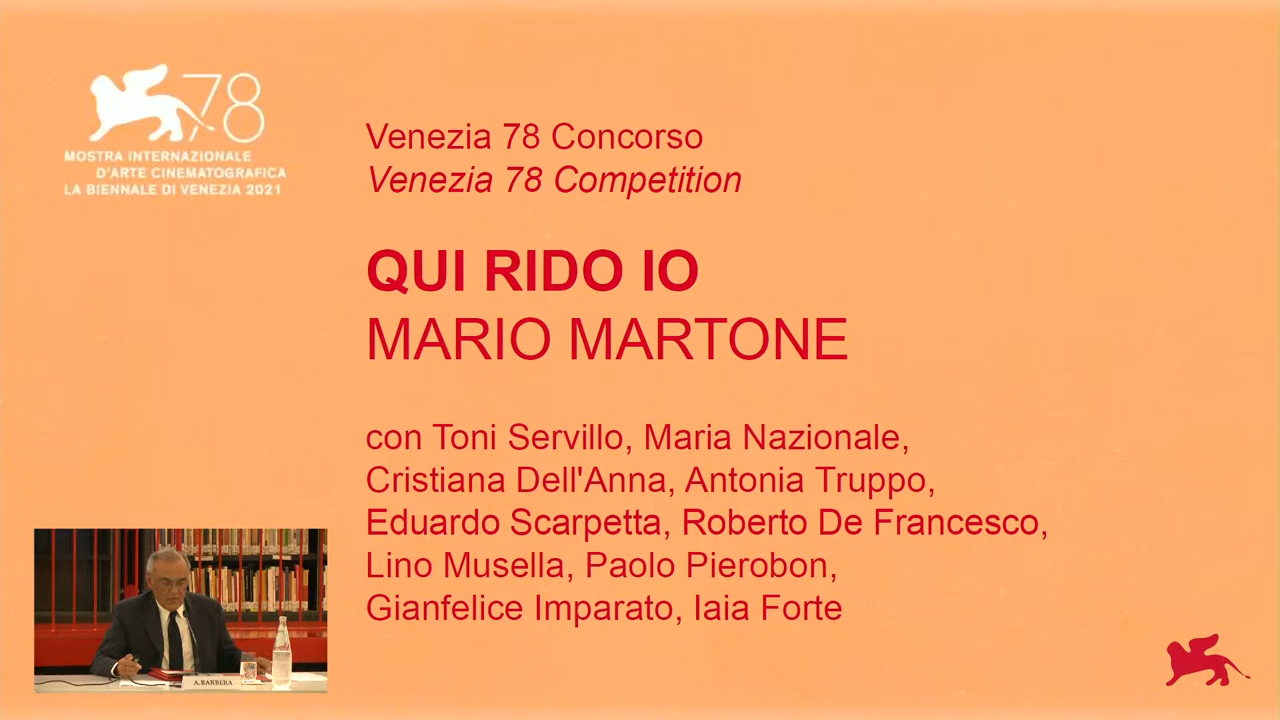 78
MOSTRA INTERNAZIONALE
D'ARTE CINEMATOGRAFICA
LA BIENNALE DI VENEZIA 2021
Venezia 78 Concorso
Venezia 78 Competition
QUI RIDO IO
MARIO MARTONE
con Toni Servillo, Maria Nazionale,
Cristiana Dell'Anna, Antonia Truppo,
Eduardo Scarpetta, Roberto De Francesco,
Lino Musella, Paolo Pierobon,
Gianfelice Imparato, Iaia Forte
A.BARBERA